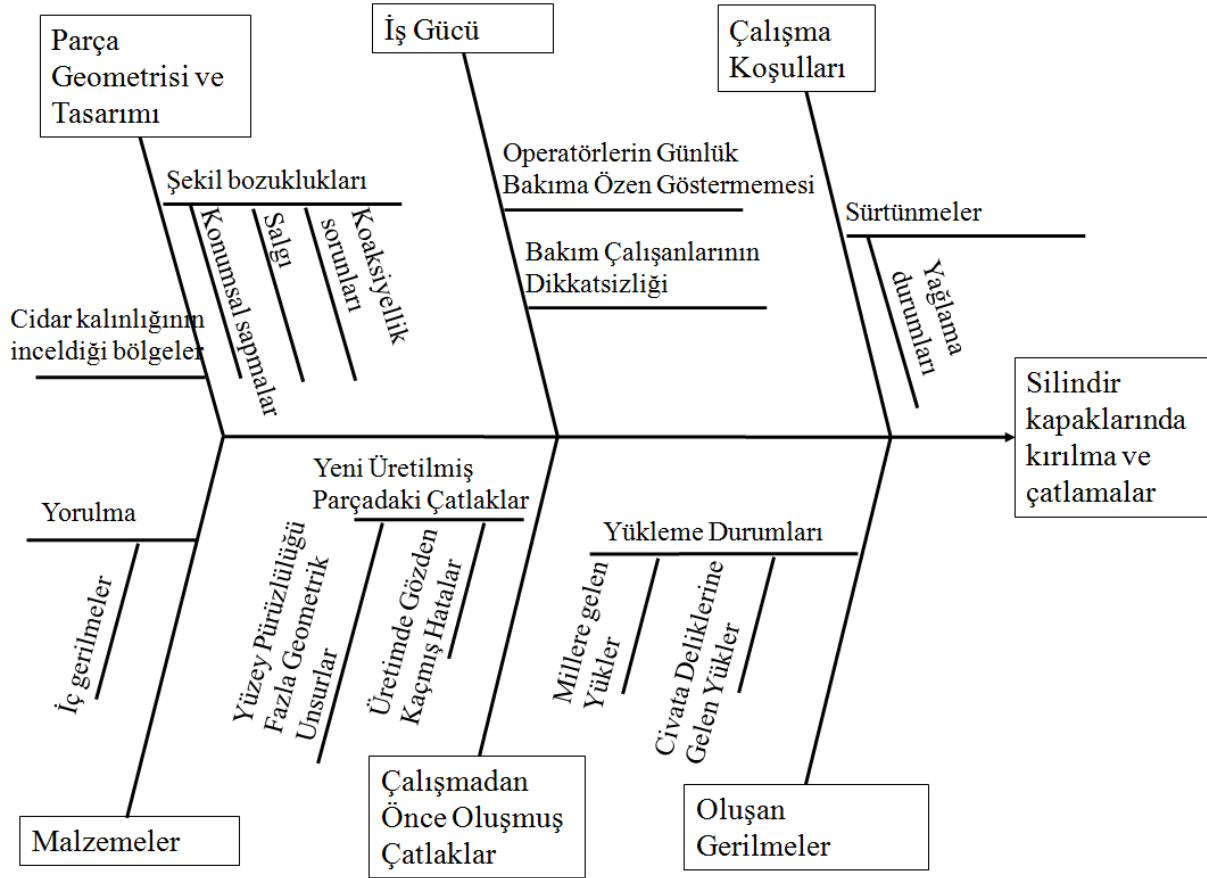 Parça
Geometrisi ve
Tasarımı
İş Gücü
Çalışma
Koşulları
Şekil bozuklukları
Konumsal sapmalar
Salgı
Koaksiyellik
sorunları
Cidar kalınlığının
inceldiği bölgeler
Operatörlerin Günlük
Bakıma Özen Göstermemesi
Bakım Çalışanlarının
Dikkatsizliği
Sürtünmeler
Yağlama
durumları
Silindir
kapaklarında
kırılma ve
çatlamalar
Yorulma
İç gerilmeler
Yeni Üretilmiş
Parçadaki Çatlaklar
Yüzey Pürüzlülüğü
Fazla Geometrik
Unsurlar
Üretimde Gözden
Kaçmış Hatalar
Yükleme Durumları
Millere gelen
Yükler
Civata Deliklerine
Gelen Yükler
Malzemeler
Çalışmadan
Önce Oluşmuş
Çatlaklar
Oluşan
Gerilmeler